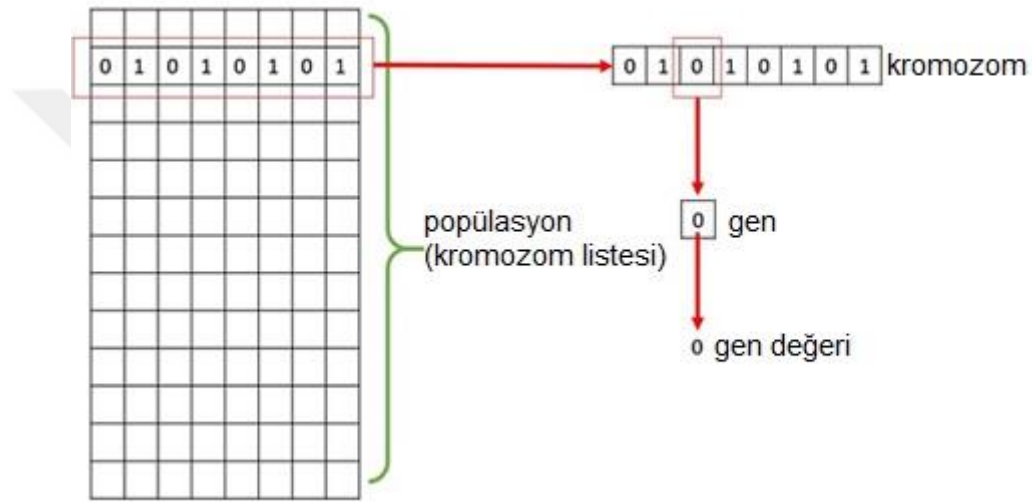 0 1 0 1 0 1 0 1
0 1 0 1 0 1 0 1 kromozom
0 gen
popülasyon
(kromozom listesi)
0 gen değeri